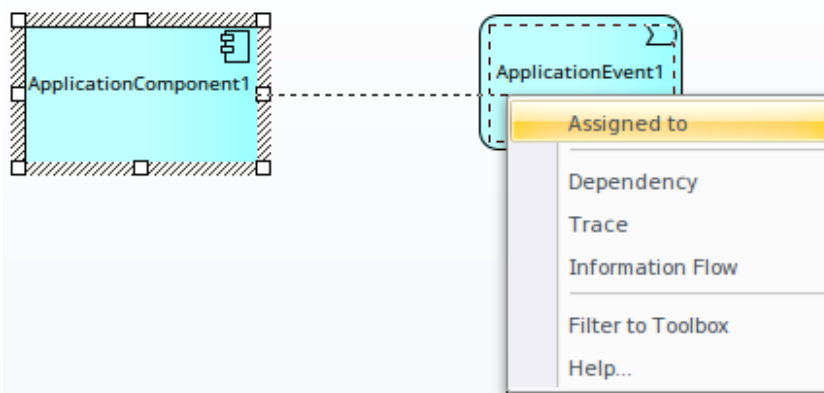 ApplicationComponent1
ApplicationEvent1
Assigned to
Dependency
Trace
Information Flow
Filter to Toolbox
Help...